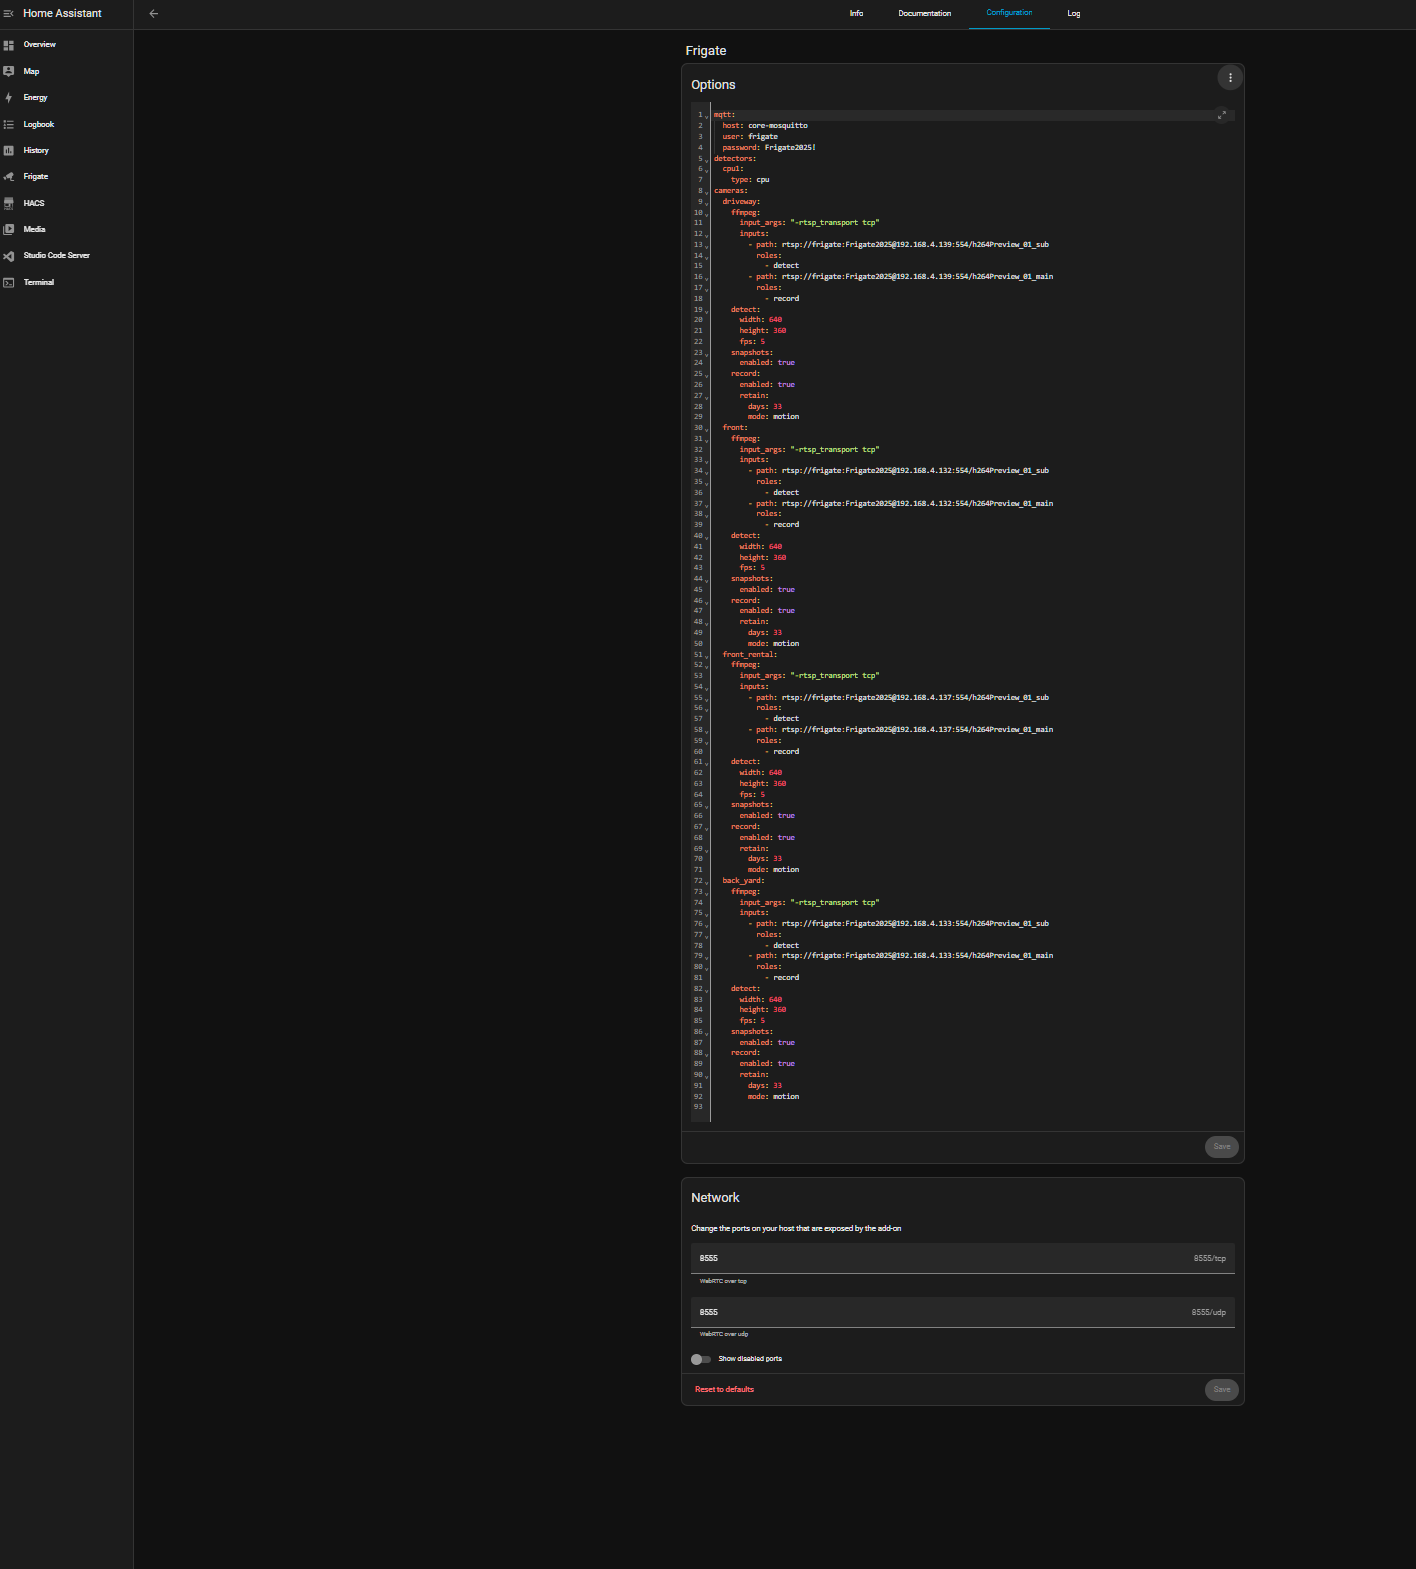 Home Assistant
Info Documentation Configuration Log
Overview
Map
Energy
Logbook
History
Frigate
HACS
Media
Studio Code Server
Terminal
Frigate
Options
1 mqtt:
2 host: core-mosquitto
3 user: frigate
4 password: Frigate2025!
5 detectors:
6 cpu1:
7 type: cpu
8 cameras:
9 driveway:
10 ffmpeg:
11 input_args: "-rtsp_transport tcp"
12 inputs:
13 - path: rtsp://frigate:Frigate2025@192.168.4.139:554/h264Preview_01_sub
14 roles:
15 - detect
16 - path: rtsp://frigate:Frigate2025@192.168.4.139:554/h264Preview_01_main
17 roles:
18 - record
19 detect:
20 width: 640
21 height: 360
22 fps: 5
23 snapshots:
24 enabled: true
25 record:
26 enabled: true
27 retain:
28 days: 33
29 mode: motion
30 front:
31 ffmpeg:
32 input_args: "-rtsp_transport tcp"
33 inputs:
34 - path: rtsp://frigate:Frigate2025@192.168.4.132:554/h264Preview_01_sub
35 roles:
36 - detect
37 - path: rtsp://frigate:Frigate2025@192.168.4.132:554/h264Preview_01_main
38 roles:
39 - record
40 detect:
41 width: 640
42 height: 360
43 fps: 5
44 snapshots:
45 enabled: true
46 record:
47 enabled: true
48 retain:
49 days: 33
50 mode: motion
51 front_rental:
52 ffmpeg:
53 input_args: "-rtsp_transport tcp"
54 inputs:
55 - path: rtsp://frigate:Frigate2025@192.168.4.137:554/h264Preview_01_sub
56 roles:
57 - detect
58 - path: rtsp://frigate:Frigate2025@192.168.4.137:554/h264Preview_01_main
59 roles:
60 - record
61 detect:
62 width: 640
63 height: 360
64 fps: 5
65 snapshots:
66 enabled: true
67 record:
68 enabled: true
69 retain:
70 days: 33
71 mode: motion
72 back_yard:
73 ffmpeg:
74 input_args: "-rtsp_transport tcp"
75 inputs:
76 - path: rtsp://frigate:Frigate2025@192.168.4.133:554/h264Preview_01_sub
77 roles:
78 - detect
79 - path: rtsp://frigate:Frigate2025@192.168.4.133:554/h264Preview_01_main
80 roles:
81 - record
82 detect:
83 width: 640
84 height: 360
85 fps: 5
86 snapshots:
87 enabled: true
88 record:
89 enabled: true
90 retain:
91 days: 33
92 mode: motion
93
Save
Network
Change the ports on your host that are exposed by the add-on
8555 8555/tcp
WebRTC over tcp
8555 8555/udp
WebRTC over udp
Show disabled ports
Reset to defaults Save